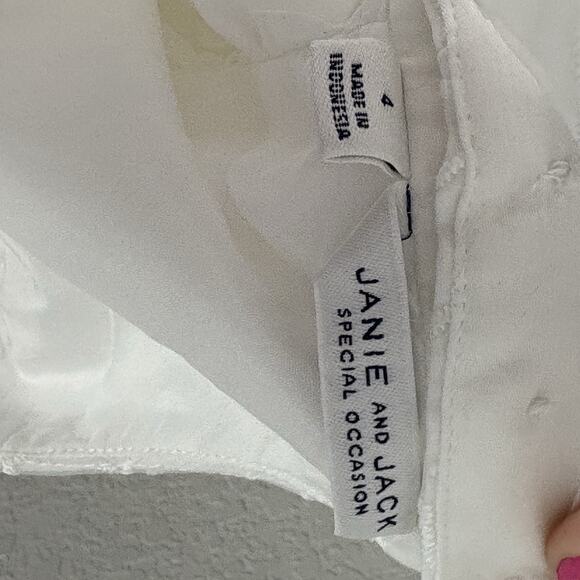 4
MADE IN
INDONESIA
JANIE AND JACK
SPECIAL OCCASION